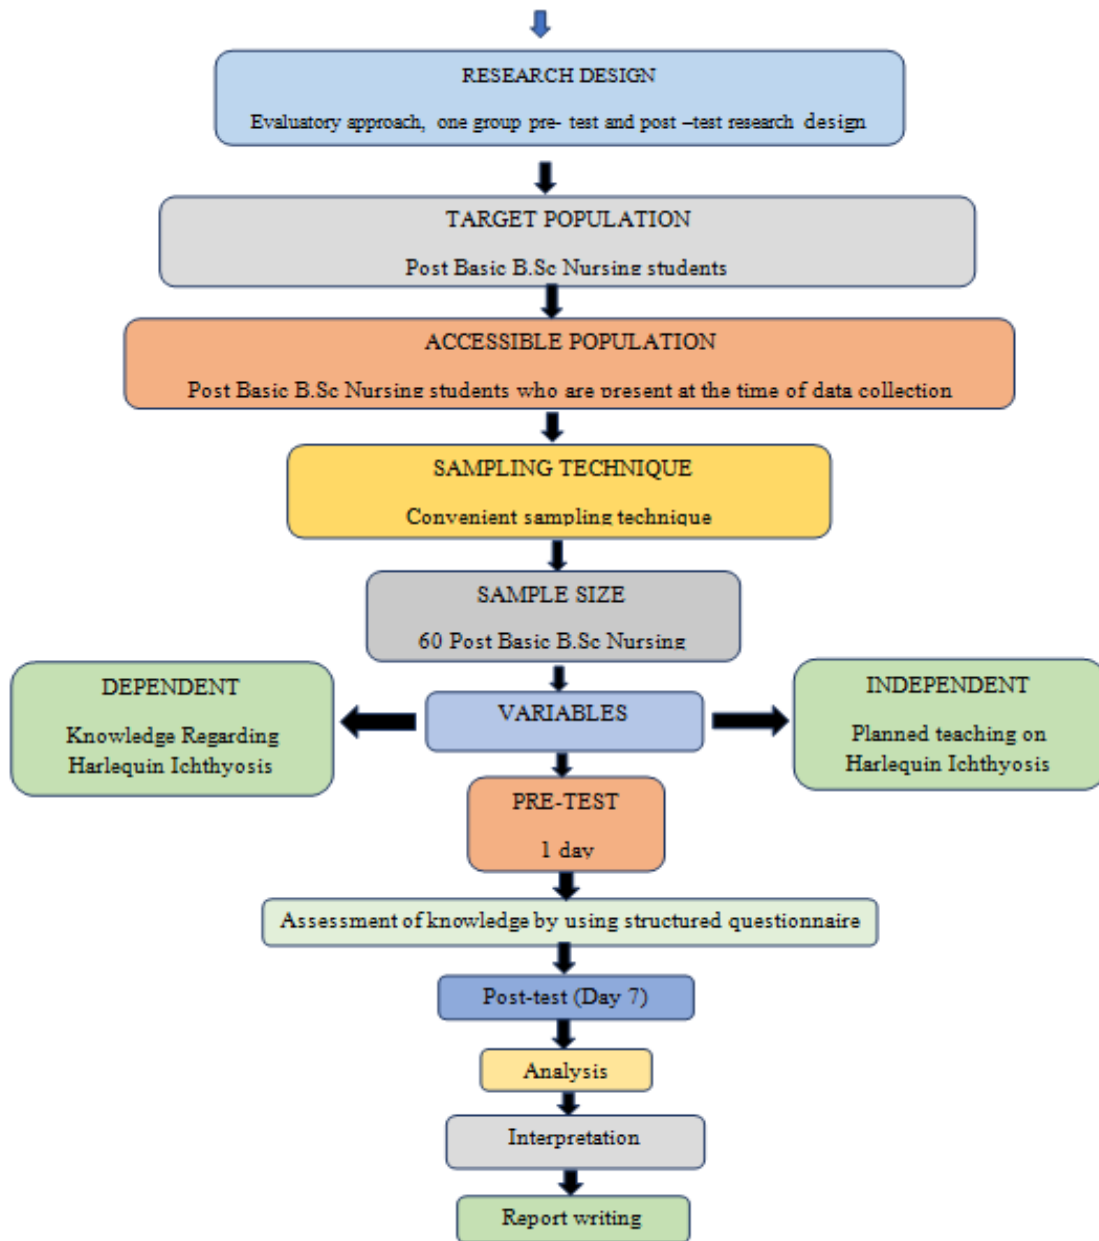 RESEARCH DESIGN
Evaluatory approach, one group pre- test and post –test research design
TARGET POPULATION
Post Basic B.Sc Nursing students
ACCESSIBLE POPULATION
Post Basic B.Sc Nursing students who are present at the time of data collection
SAMPLING TECHNIQUE
Convenient sampling technique
SAMPLE SIZE
60 Post Basic B.Sc Nursing
DEPENDENT
Knowledge Regarding
Harlequin Ichthyosis
VARIABLES
INDEPENDENT
Planned teaching on
Harlequin Ichthyosis
PRE-TEST
1 day
Assessment of knowledge by using structured questionnaire
Post-test (Day 7)
Analysis
Interpretation
Report writing